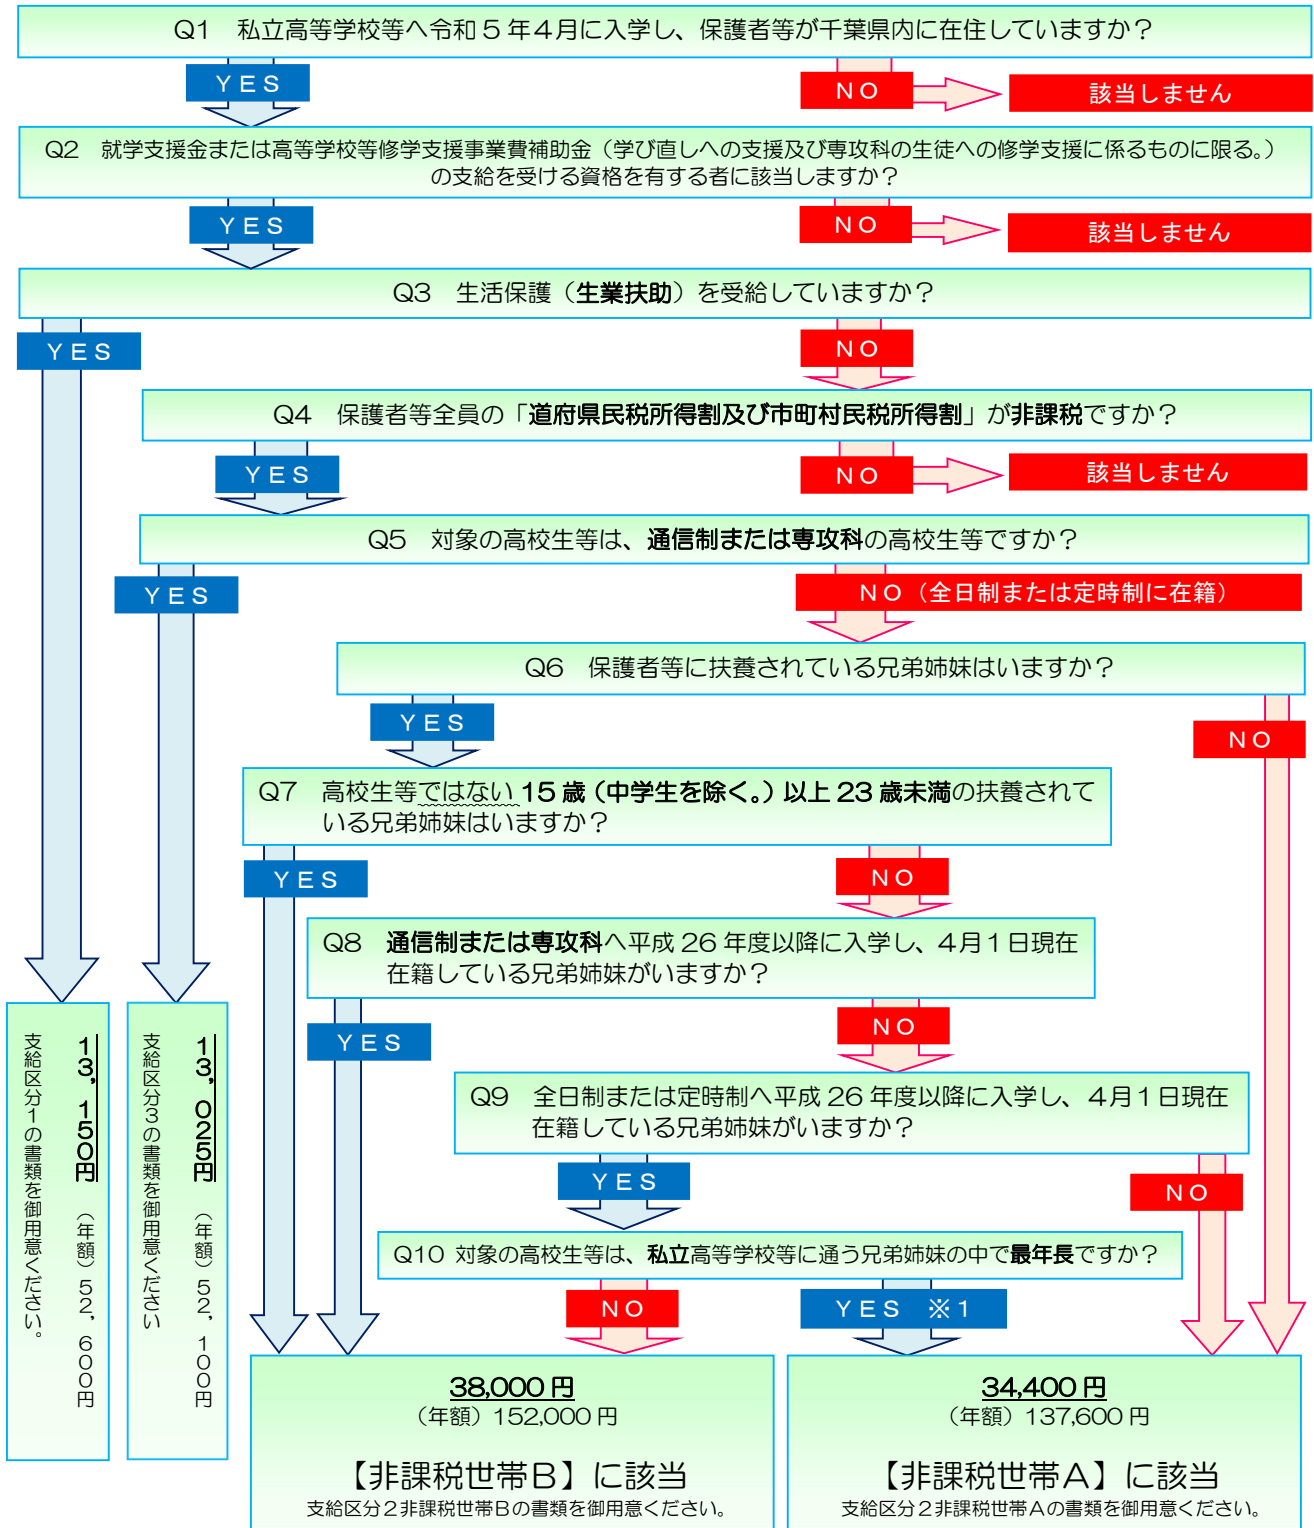 Q1 私立高等学校等へ令和５年４月に入学し、保護者等が千葉県内に在住していますか？
ＹＥＳ
ＮＯ
該当しません
Q2 就学支援金または高等学校等修学支援事業費補助金（学び直しへの支援及び専攻科の生徒への修学支援に係るものに限る。）
の支給を受ける資格を有する者に該当しますか？
ＹＥＳ
ＮＯ
該当しません
Q3 生活保護（生業扶助）を受給していますか？
ＹＥＳ
ＮＯ
Q4 保護者等全員の「道府県民税所得割及び市町村民税所得割」が非課税ですか？
ＹＥＳ
ＮＯ
該当しません
Q5 対象の高校生等は、通信制または専攻科の高校生等ですか？
ＹＥＳ
ＮＯ（全日制または定時制に在籍）
Q6 保護者等に扶養されている兄弟姉妹はいますか？
ＹＥＳ
ＮＯ
Q7 高校生等ではない 15 歳（中学生を除く。）以上 23 歳未満の扶養されて
いる兄弟姉妹はいますか？
ＹＥＳ
ＮＯ
Q8 通信制または専攻科へ平成 26 年度以降に入学し、４月１日現在
在籍している兄弟姉妹がいますか？
ＹＥＳ
ＮＯ
Q9 全日制または定時制へ平成 26 年度以降に入学し、４月１日現在
在籍している兄弟姉妹がいますか？
ＹＥＳ
ＮＯ
Q10 対象の高校生等は、私立高等学校等に通う兄弟姉妹の中で最年長ですか？
ＮＯ
ＹＥＳ ※１
１３，１５０円 （年額）５２，６００円
支給区分１の書類を御用意ください。
１３，０２５円 （年額）５２，１００円
支給区分３の書類を御用意ください
38,000 円
（年額）152,000 円
【非課税世帯Ｂ】に該当
支給区分２非課税世帯Ｂの書類を御用意ください。
34,400 円
（年額）137,600 円
【非課税世帯Ａ】に該当
支給区分２非課税世帯Ａの書類を御用意ください。